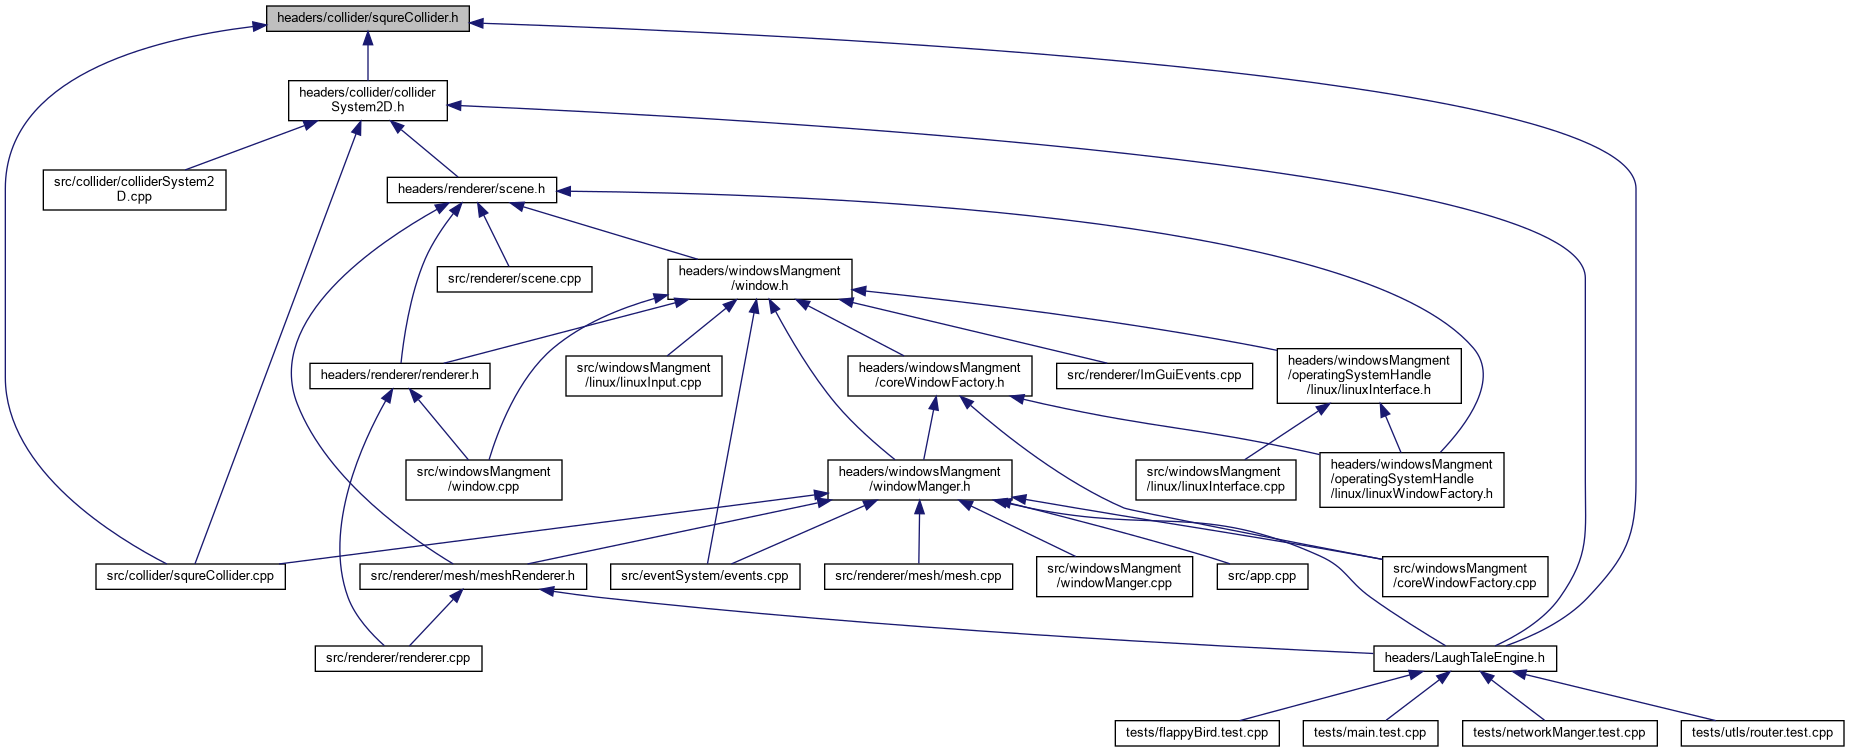 headers/collider/squreCollider.h
headers/collider/collider
System2D.h
src/collider/colliderSystem2
D.cpp
headers/renderer/scene.h
src/renderer/scene.cpp
headers/windowsMangment
/window.h
headers/renderer/renderer.h
src/windowsMangment
/linux/linuxInput.cpp
headers/windowsMangment
/coreWindowFactory.h
src/renderer/ImGuiEvents.cpp
headers/windowsMangment
/operatingSystemHandle
/linux/linuxInterface.h
src/windowsMangment
/window.cpp
headers/windowsMangment
/windowManger.h
src/windowsMangment
/linux/linuxInterface.cpp
headers/windowsMangment
/operatingSystemHandle
/linux/linuxWindowFactory.h
src/collider/squreCollider.cpp
src/renderer/mesh/meshRenderer.h
src/eventSystem/events.cpp
src/renderer/mesh/mesh.cpp
src/windowsMangment
/windowManger.cpp
src/app.cpp
src/windowsMangment
/coreWindowFactory.cpp
src/renderer/renderer.cpp
headers/LaughTaleEngine.h
tests/flappyBird.test.cpp
tests/main.test.cpp
tests/networkManger.test.cpp
tests/utls/router.test.cpp